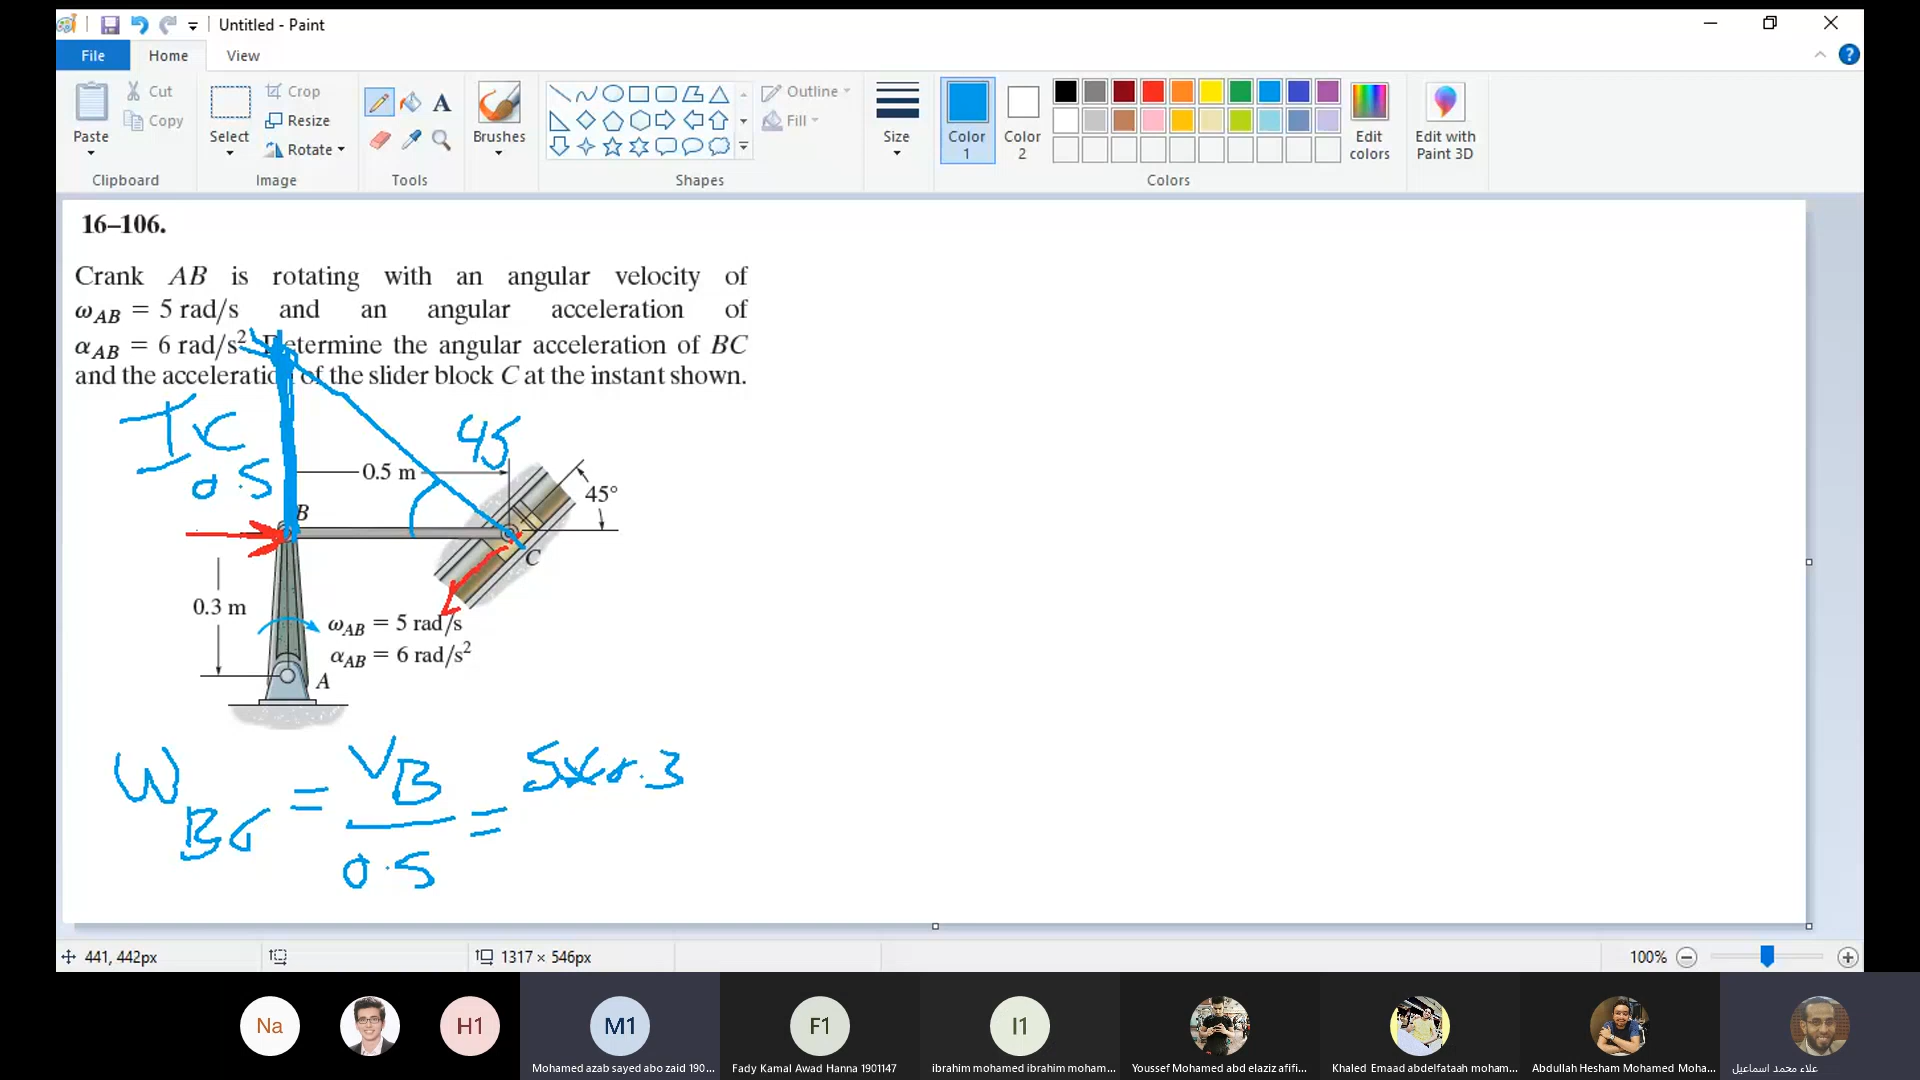 Untitled - Paint
File Home View
Paste
Cut
Copy
Clipboard
Select
Crop
Resize
Rotate
Image
A
Tools
Brushes
Outline
Fill
Shapes
Size
Color 1
Color 2
Edit colors
Colors
Edit with Paint 3D
16–106.
Crank AB is rotating with an angular velocity of
ωAB = 5 rad/s and an angular acceleration of
αAB = 6 rad/s². Determine the angular acceleration of BC
and the acceleration of the slider block C at the instant shown.
IC
0.5
45
0.5 m
45°
B
C
0.3 m
ωAB = 5 rad/s
αAB = 6 rad/s²
A
WBC = VB / 0.5 = 5×0.3
441, 442px
1317 × 546px
100%
Na
H1
M1
F1
I1
Mohamed azab sayed abo zaid 190...
Fady Kamal Awad Hanna 1901147
ibrahim mohamed ibrahim moham...
Youssef Mohamed abd elaziz afifi...
Khaled Emaad abdelfataah moham...
Abdullah Hesham Mohamed Moha...
علاء محمد اسماعيل